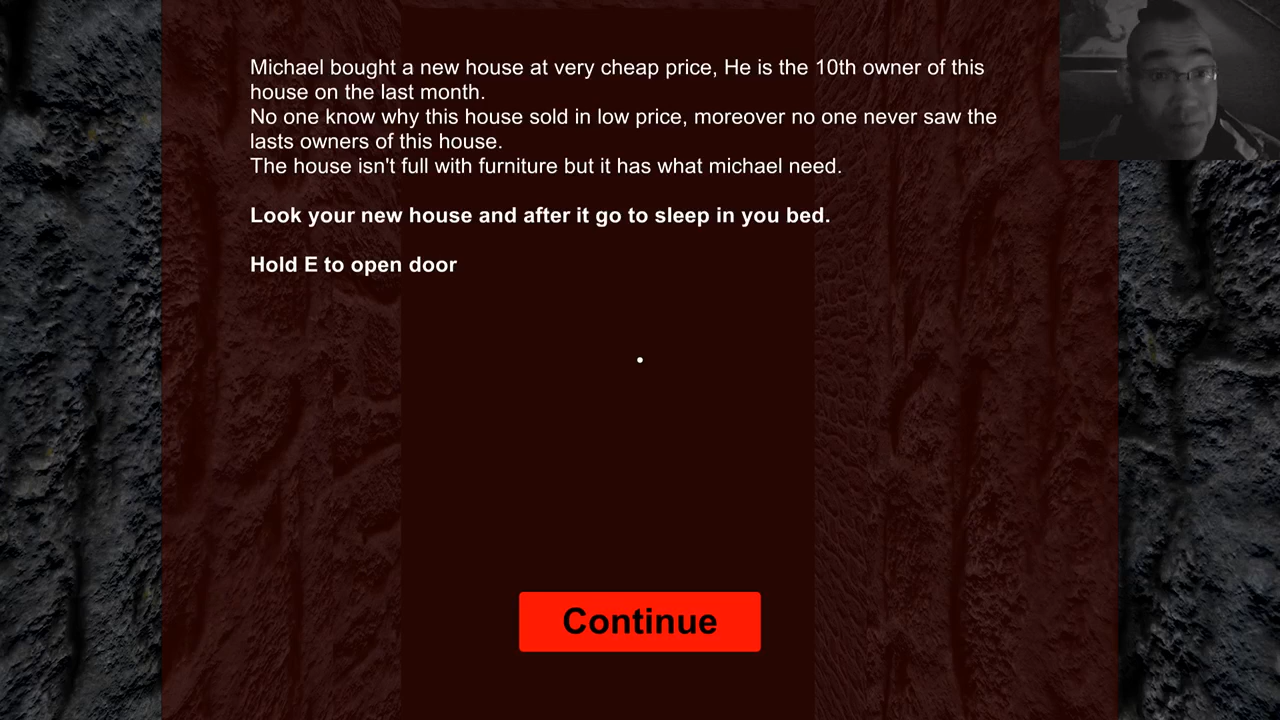 Michael bought a new house at very cheap price, He is the 10th owner of this
house on the last month.
No one know why this house sold in low price, moreover no one never saw the
lasts owners of this house.
The house isn't full with furniture but it has what michael need.
Look your new house and after it go to sleep in you bed.
Hold E to open door
Continue